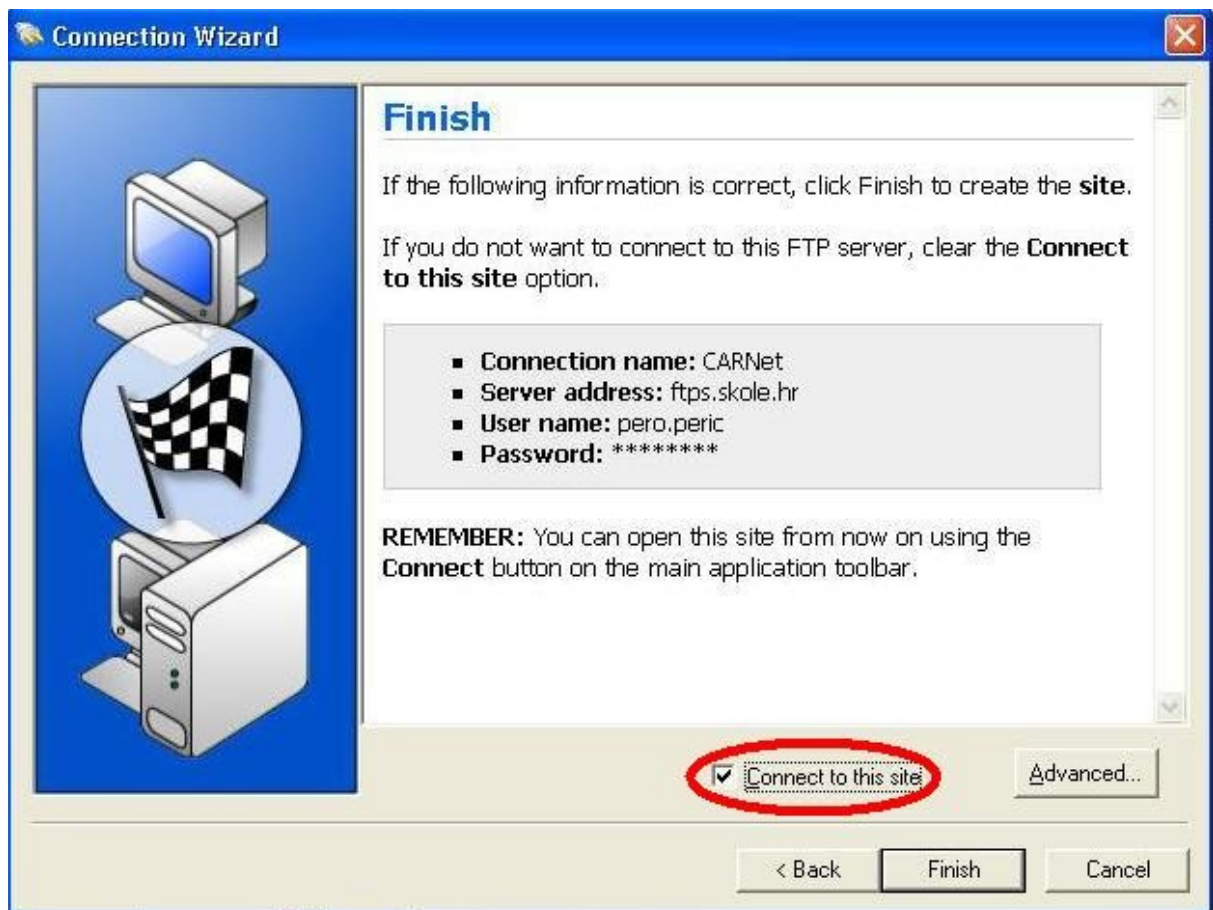 Connection Wizard
Finish
If the following information is correct, click Finish to create the site.
If you do not want to connect to this FTP server, clear the Connect
to this site option.
Connection name: CARNet
Server address: ftps.skole.hr
User name: pero.peric
Password: ********
REMEMBER: You can open this site from now on using the
Connect button on the main application toolbar.
Connect to this site
Advanced...
< Back
Finish
Cancel